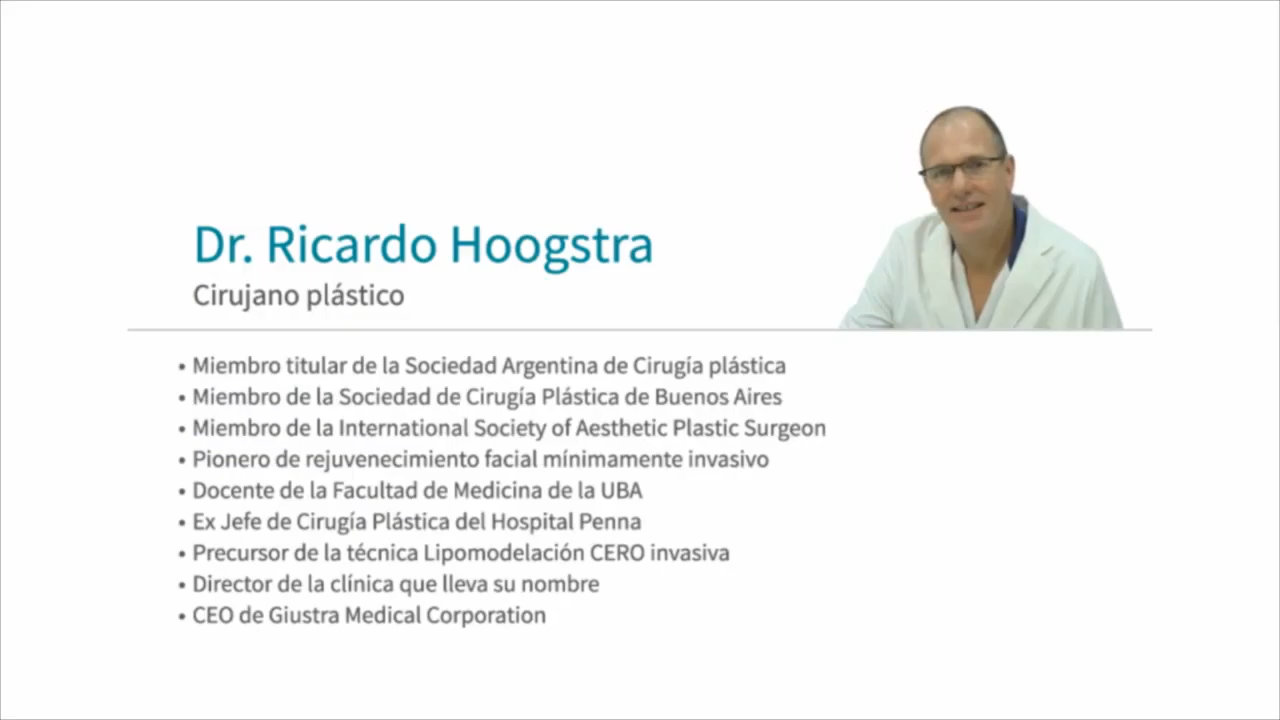 Dr. Ricardo Hoogstra
Cirujano plástico
• Miembro titular de la Sociedad Argentina de Cirugía plástica
• Miembro de la Sociedad de Cirugía Plástica de Buenos Aires
• Miembro de la International Society of Aesthetic Plastic Surgeon
• Pionero de rejuvenecimiento facial mínimamente invasivo
• Docente de la Facultad de Medicina de la UBA
• Ex Jefe de Cirugía Plástica del Hospital Penna
• Precursor de la técnica Lipomodelación CERO invasiva
• Director de la clínica que lleva su nombre
• CEO de Giustra Medical Corporation